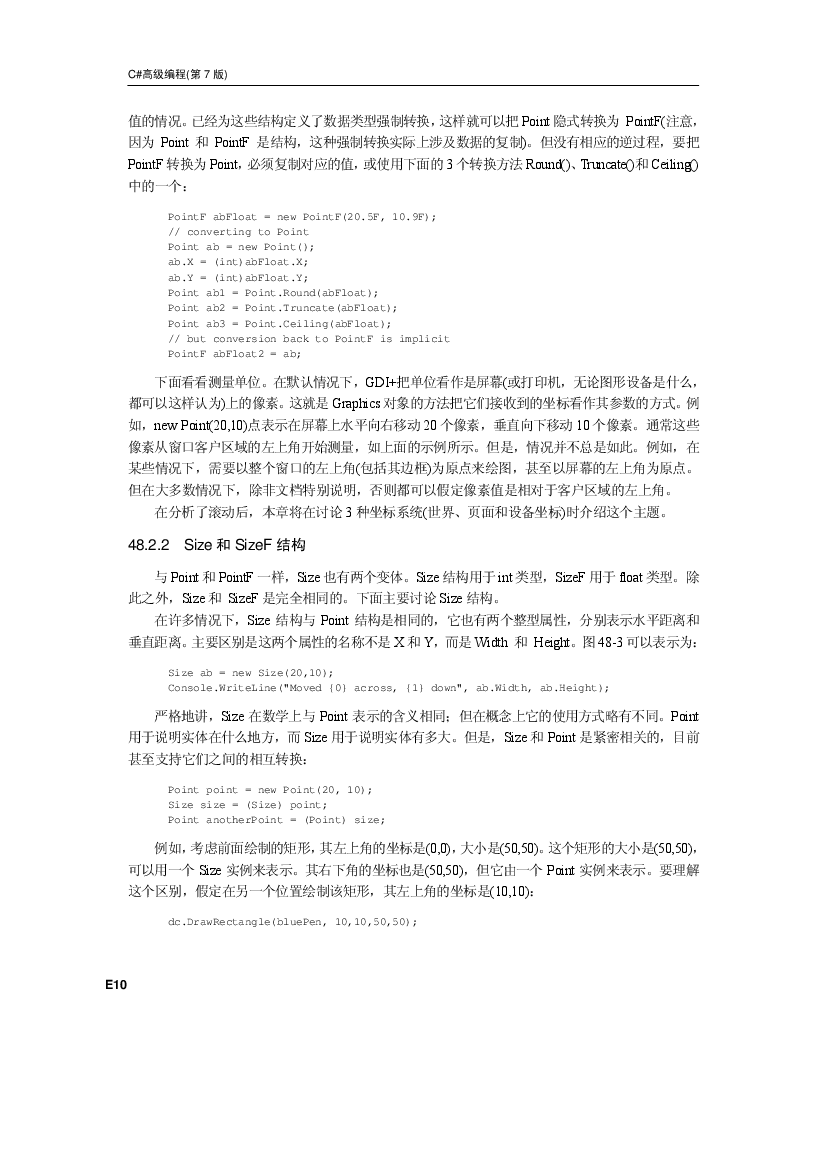 C#高级编程(第 7 版)
值的情况。已经为这些结构定义了数据类型强制转换，这样就可以把 Point 隐式转换为 PointF(注意，
因为 Point 和 PointF 是结构，这种强制转换实际上涉及数据的复制)。但没有相应的逆过程，要把
PointF 转换为 Point，必须复制对应的值，或使用下面的 3 个转换方法 Round()、Truncate()和 Ceiling()
中的一个：
PointF abFloat = new PointF(20.5F, 10.9F);
// converting to Point
Point ab = new Point();
ab.X = (int)abFloat.X;
ab.Y = (int)abFloat.Y;
Point ab1 = Point.Round(abFloat);
Point ab2 = Point.Truncate(abFloat);
Point ab3 = Point.Ceiling(abFloat);
// but conversion back to PointF is implicit
PointF abFloat2 = ab;
下面看看测量单位。在默认情况下，GDI+把单位看作是屏幕(或打印机，无论图形设备是什么，
都可以这样认为)上的像素。这就是 Graphics 对象的方法把它们接收到的坐标看作其参数的方式。例
如，new Point(20,10)点表示在屏幕上水平向右移动 20 个像素，垂直向下移动 10 个像素。通常这些
像素从窗口客户区域的左上角开始测量，如上面的示例所示。但是，情况并不总是如此。例如，在
某些情况下，需要以整个窗口的左上角(包括其边框)为原点来绘图，甚至以屏幕的左上角为原点。
但在大多数情况下，除非文档特别说明，否则都可以假定像素值是相对于客户区域的左上角。
在分析了滚动后，本章将在讨论 3 种坐标系统(世界、页面和设备坐标)时介绍这个主题。
48.2.2 Size 和 SizeF 结构
与 Point 和 PointF 一样，Size 也有两个变体。Size 结构用于 int 类型，SizeF 用于 float 类型。除
此之外，Size 和 SizeF 是完全相同的。下面主要讨论 Size 结构。
在许多情况下，Size 结构与 Point 结构是相同的，它也有两个整型属性，分别表示水平距离和
垂直距离。主要区别是这两个属性的名称不是 X 和 Y，而是 Width 和 Height。图 48-3 可以表示为：
Size ab = new Size(20,10);
Console.WriteLine("Moved {0} across, {1} down", ab.Width, ab.Height);
严格地讲，Size 在数学上与 Point 表示的含义相同；但在概念上它的使用方式略有不同。Point
用于说明实体在什么地方，而 Size 用于说明实体有多大。但是，Size 和 Point 是紧密相关的，目前
甚至支持它们之间的相互转换：
Point point = new Point(20, 10);
Size size = (Size) point;
Point anotherPoint = (Point) size;
例如，考虑前面绘制的矩形，其左上角的坐标是(0,0)，大小是(50,50)。这个矩形的大小是(50,50)，
可以用一个 Size 实例来表示。其右下角的坐标也是(50,50)，但它由一个 Point 实例来表示。要理解
这个区别，假定在另一个位置绘制该矩形，其左上角的坐标是(10,10)：
dc.DrawRectangle(bluePen, 10,10,50,50);
E10